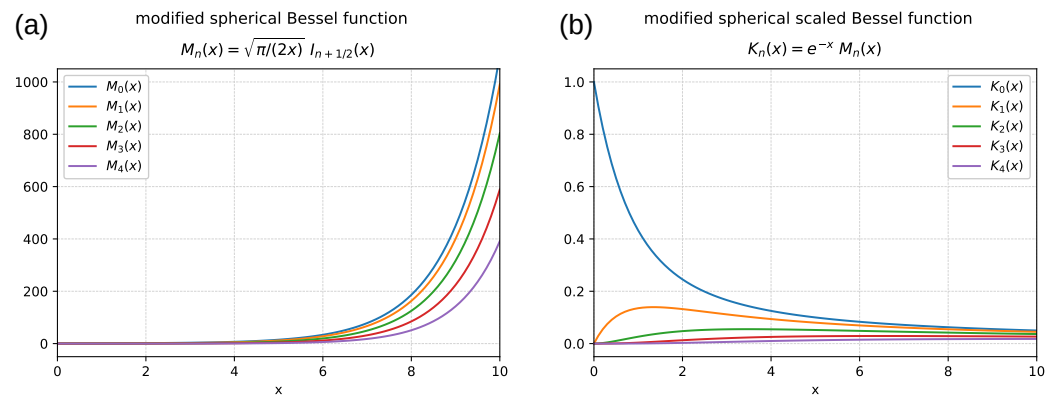 (a)
modified spherical Bessel function
M_n(x) = √π/(2x) I_{n+1/2}(x)
1000
800
600
400
200
0
M_0(x)
M_1(x)
M_2(x)
M_3(x)
M_4(x)
0 2 4 6 8 10
x
(b)
modified spherical scaled Bessel function
K_n(x) = e^{-x} M_n(x)
1.0
0.8
0.6
0.4
0.2
0.0
K_0(x)
K_1(x)
K_2(x)
K_3(x)
K_4(x)
0 2 4 6 8 10
x